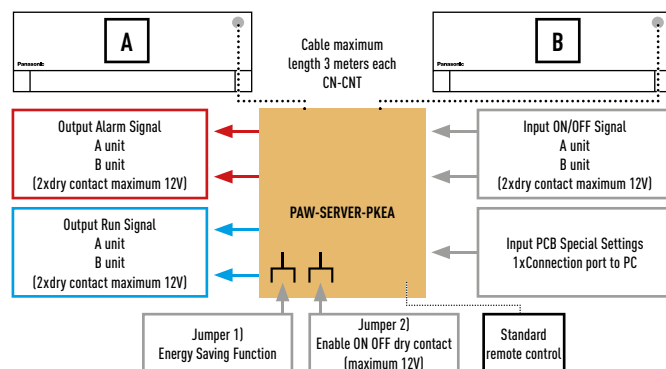 A
Panasonic
Cable maximum
length 3 meters each
CN-CNT
B
Panasonic
Output Alarm Signal
A unit
B unit
(2xdry contact maximum 12V)
Input ON/OFF Signal
A unit
B unit
(2xdry contact maximum 12V)
PAW-SERVER-PKEA
Output Run Signal
A unit
B unit
(2xdry contact maximum 12V)
Input PCB Special Settings
1xConnection port to PC
Jumper 1)
Energy Saving Function
Jumper 2)
Enable ON OFF dry contact
(maximum 12V)
Standard
remote control